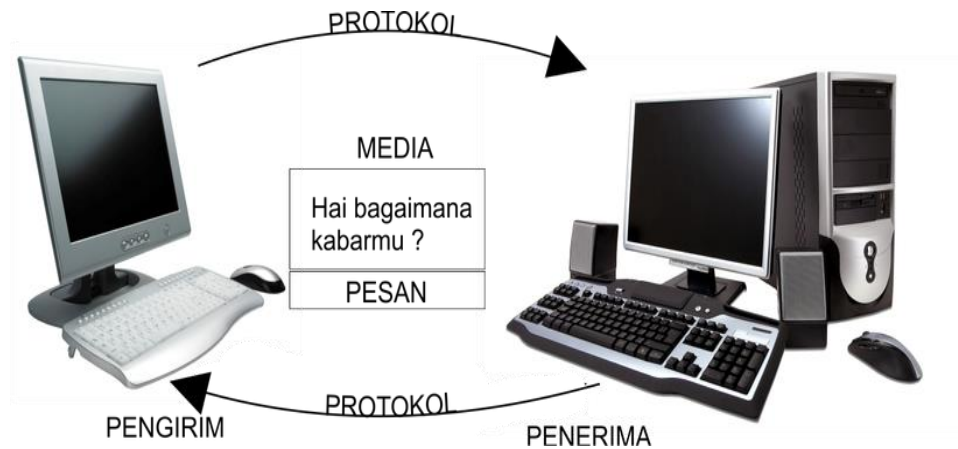 PROTOKOL
MEDIA
Hai bagaimana
kabarmu ?
PESAN
PROTOKOL
PENGIRIM
PENERIMA